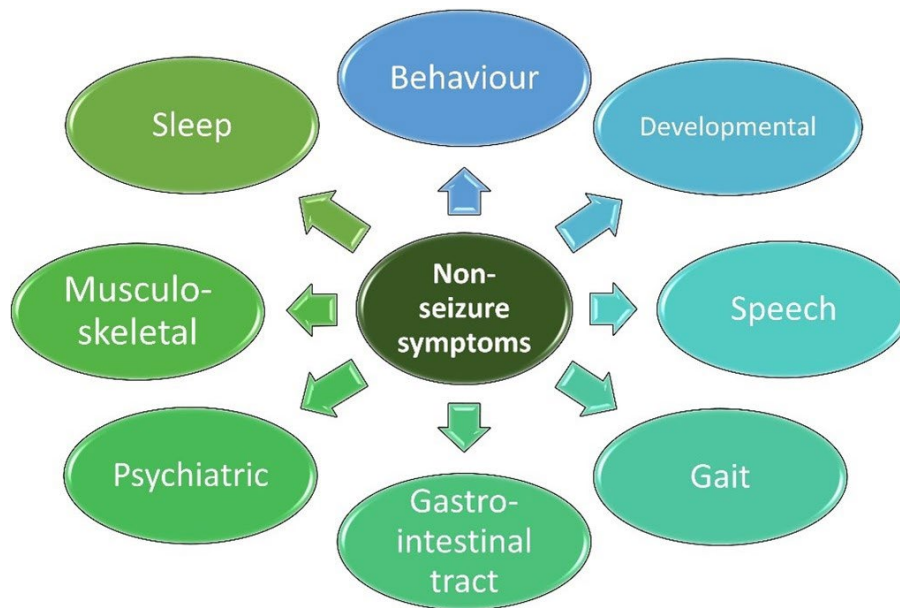 Behaviour
Developmental
Speech
Gait
Gastro-
intestinal
tract
Psychiatric
Musculo-
skeletal
Sleep
Non-
seizure
symptoms